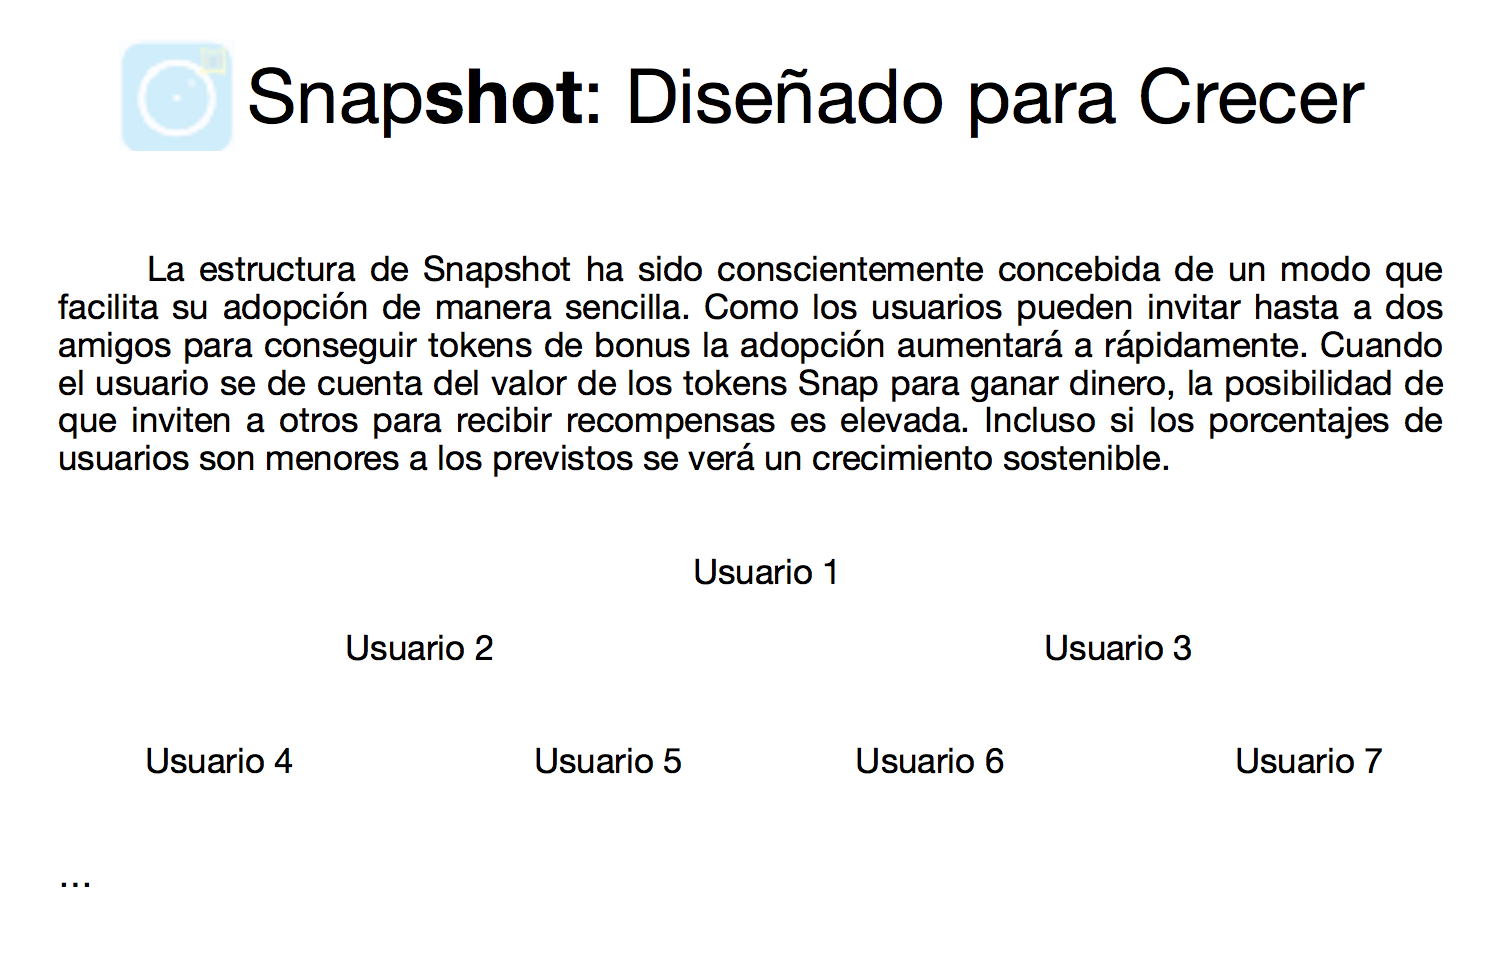 Snapshot: Diseñado para Crecer
La estructura de Snapshot ha sido conscientemente concebida de un modo que
facilita su adopción de manera sencilla. Como los usuarios pueden invitar hasta a dos
amigos para conseguir tokens de bonus la adopción aumentará a rápidamente. Cuando
el usuario se de cuenta del valor de los tokens Snap para ganar dinero, la posibilidad de
que inviten a otros para recibir recompensas es elevada. Incluso si los porcentajes de
usuarios son menores a los previstos se verá un crecimiento sostenible.
Usuario 1
Usuario 2 Usuario 3
Usuario 4 Usuario 5 Usuario 6 Usuario 7
...